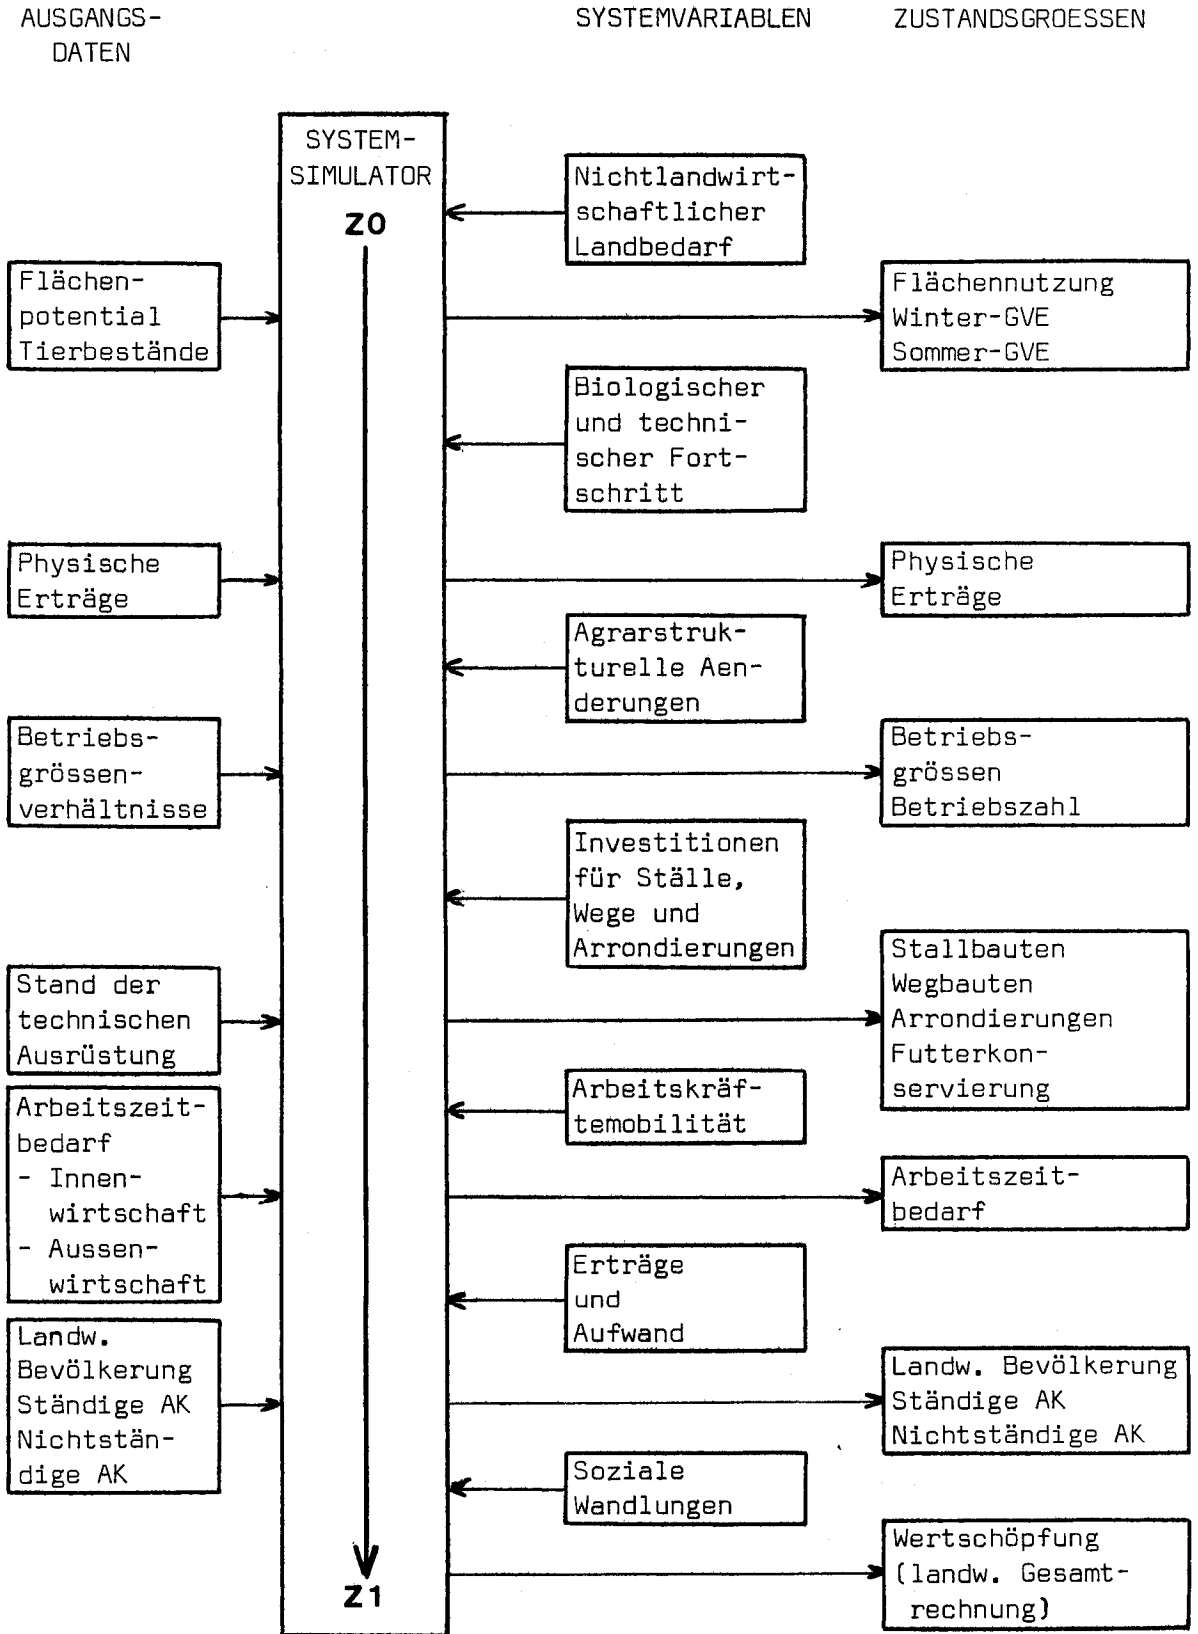 AUSGANGS-
DATEN
SYSTEMVARIABLEN
ZUSTANDSGROESSEN
SYSTEM-
SIMULATOR
Z0
Z1
Flächen-
potential
Tierbestände
Physische
Erträge
Betriebs-
grössen-
verhältnisse
Stand der
technischen
Ausrüstung
Arbeitszeit-
bedarf
- Innen-
wirtschaft
- Aussen-
wirtschaft
Landw.
Bevölkerung
Ständige AK
Nichtstän-
dige AK
Nichtlandwirt-
schaftlicher
Landbedarf
Biologischer
und techni-
scher Fort-
schritt
Agrarstruk-
turelle Aen-
derungen
Investitionen
für Ställe,
Wege und
Arrondierungen
Arbeitskräf-
temobilität
Erträge
und
Aufwand
Soziale
Wandlungen
Flächennutzung
Winter-GVE
Sommer-GVE
Physische
Erträge
Betriebs-
grössen
Betriebszahl
Stallbauten
Wegbauten
Arrondierungen
Futterkon-
servierung
Arbeitszeit-
bedarf
Landw. Bevölkerung
Ständige AK
Nichtständige AK
Wertschöpfung
(landw. Gesamt-
rechnung)